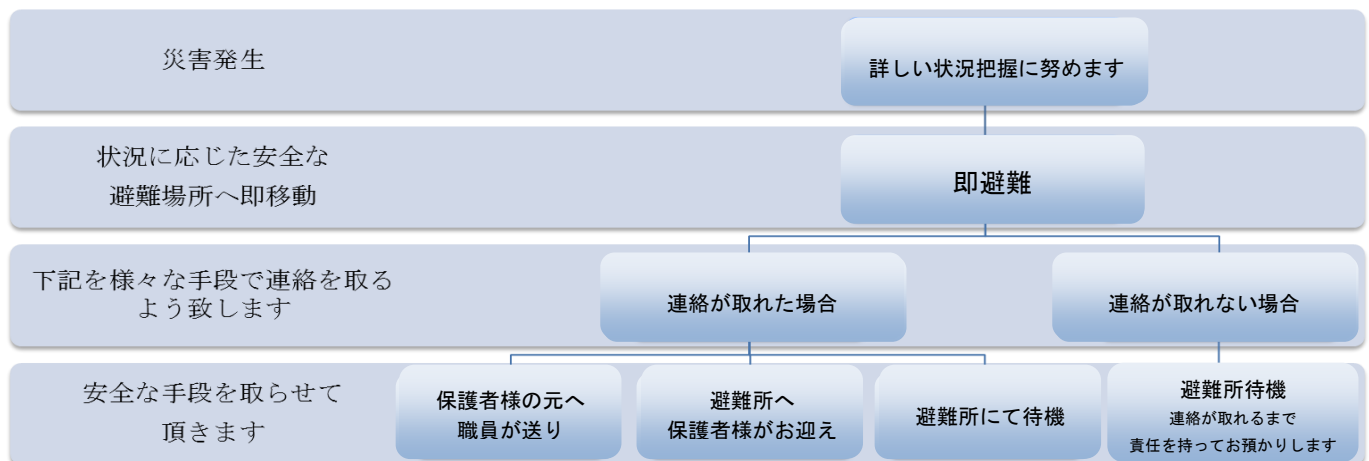 災害発生
詳しい状況把握に努めます
状況に応じた安全な
避難場所へ即移動
即避難
下記を様々な手段で連絡を取る
よう致します
連絡が取れた場合
連絡が取れない場合
安全な手段を取らせて
頂きます
保護者様の元へ
職員が送り
避難所へ
保護者様がお迎え
避難所にて待機
避難所待機
連絡が取れるまで
責任を持ってお預かりします